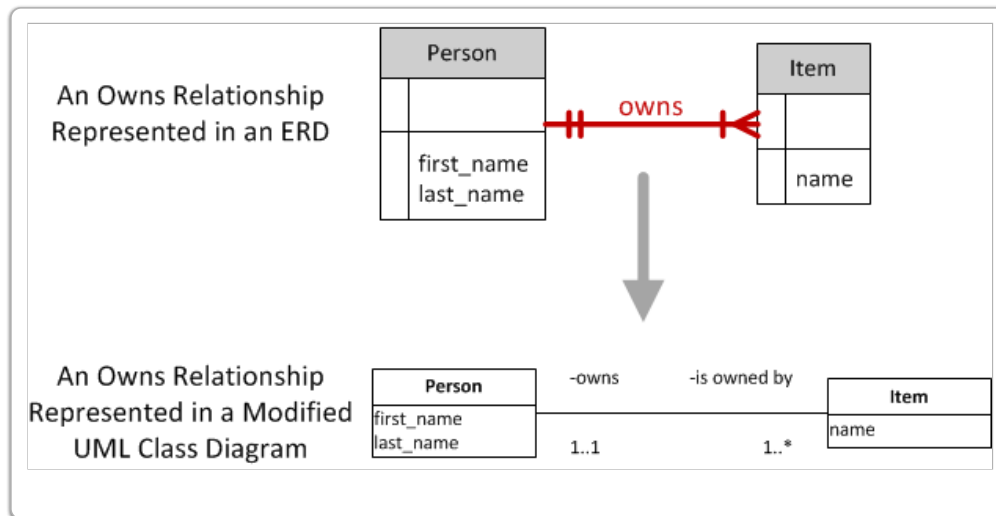 An Owns Relationship
Represented in an ERD
Person
first_name
last_name
owns
Item
name
An Owns Relationship
Represented in a Modified
UML Class Diagram
Person
first_name
last_name
-owns
-is owned by
1..1
1..*
Item
name